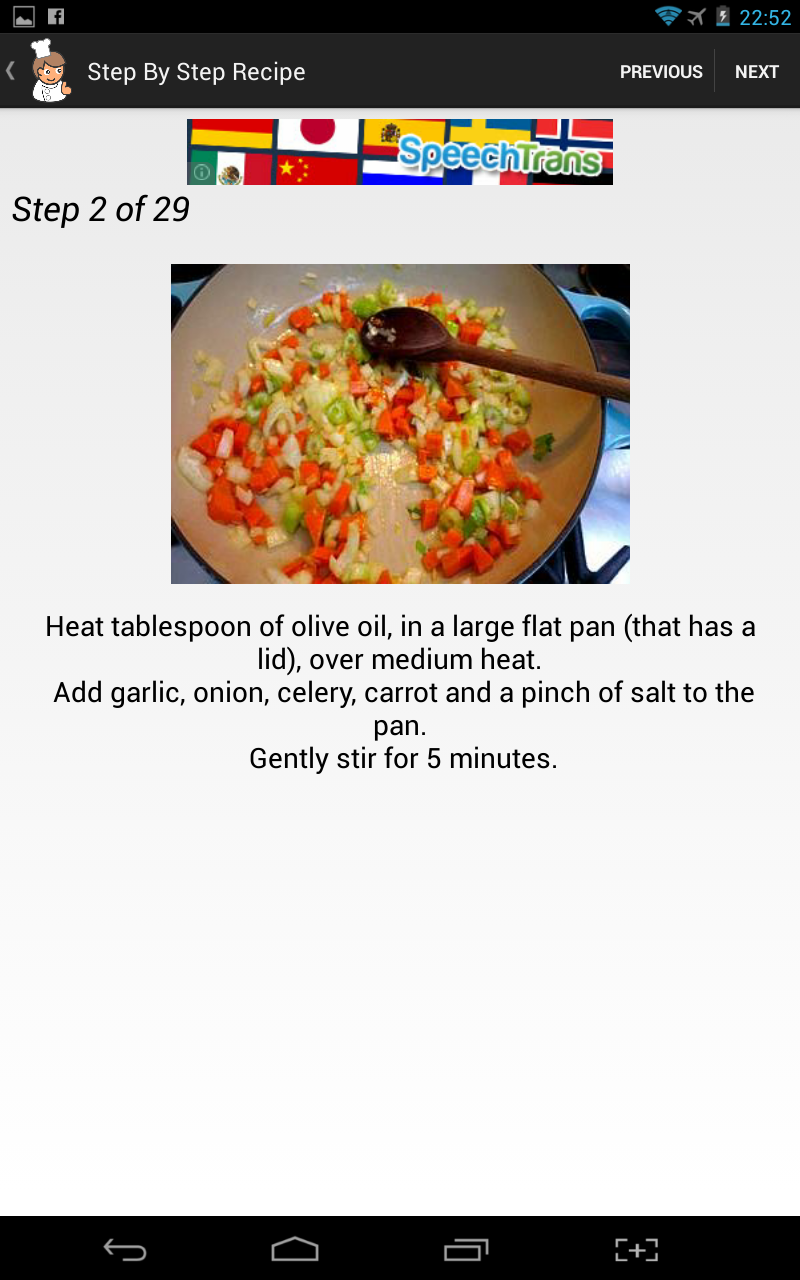 22:52
Step By Step Recipe
PREVIOUS
NEXT
SpeechTrans
Step 2 of 29
Heat tablespoon of olive oil, in a large flat pan (that has a
lid), over medium heat.
Add garlic, onion, celery, carrot and a pinch of salt to the
pan.
Gently stir for 5 minutes.